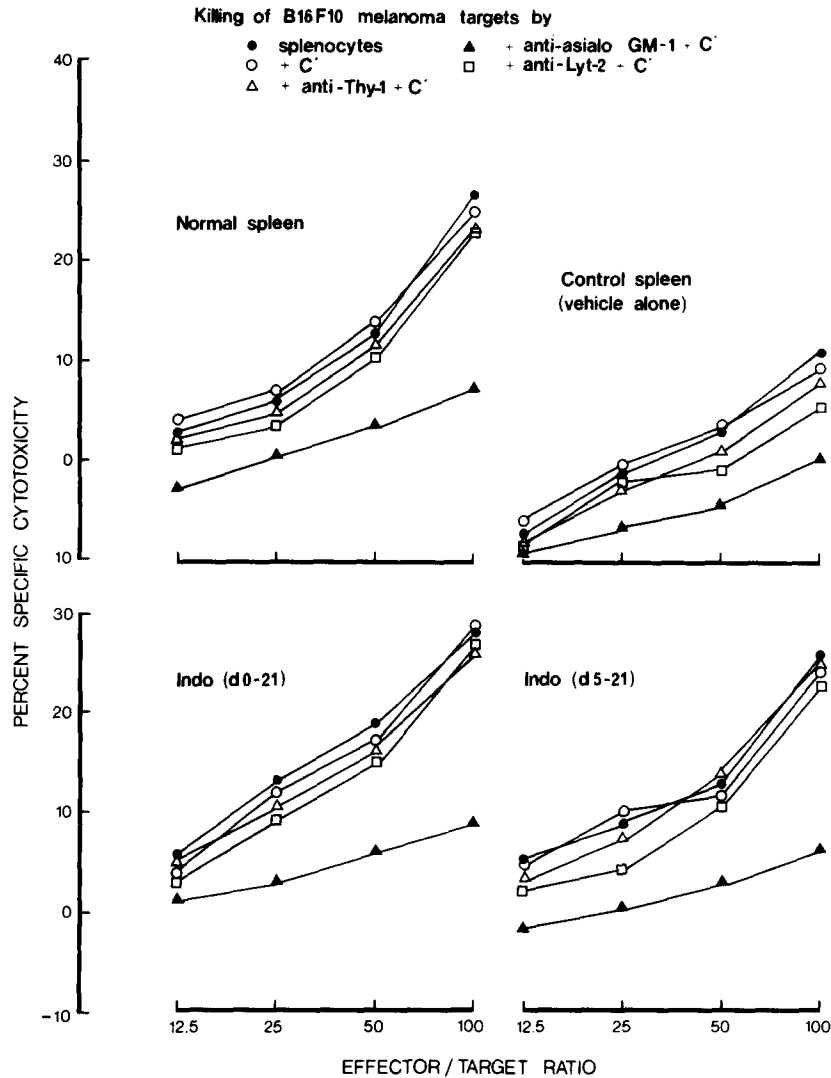 Killing of B16F10 melanoma targets by
● splenocytes
○ + C´
△ + anti-Thy-1 + C´
▲ + anti-asialo GM-1 + C´
□ + anti-Lyt-2 + C´
PERCENT SPECIFIC CYTOTOXICITY
40
30
20
10
0
10
Normal spleen
Control spleen
(vehicle alone)
30
20
10
0
-10
Indo (d0-21)
Indo (d5-21)
12.5 25 50 100
12.5 25 50 100
EFFECTOR/TARGET RATIO